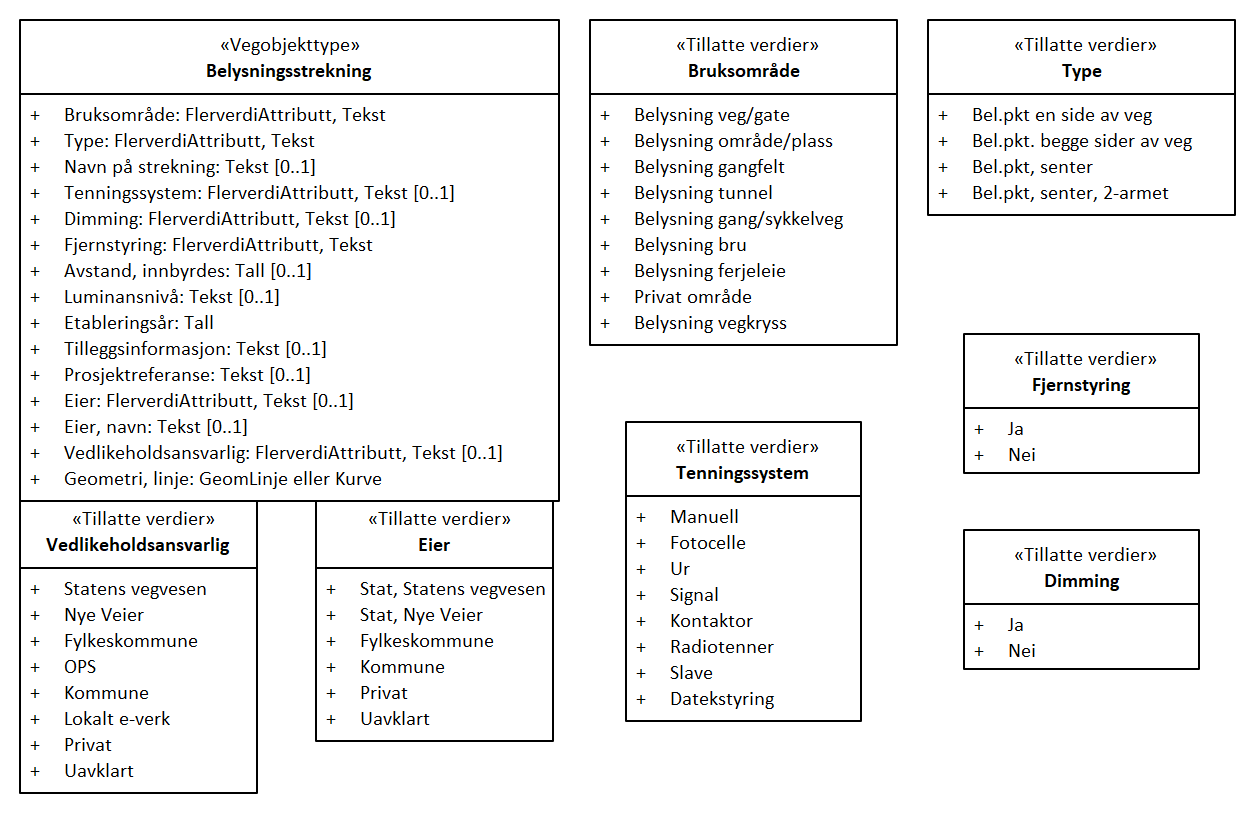 «Vegobjekttype»
Belysningsstrekning
+ Bruksområde: FlerverdiAttributt, Tekst
+ Type: FlerverdiAttributt, Tekst
+ Navn på strekning: Tekst [0..1]
+ Tenningssystem: FlerverdiAttributt, Tekst [0..1]
+ Dimming: FlerverdiAttributt, Tekst [0..1]
+ Fjernstyring: FlerverdiAttributt, Tekst
+ Avstand, innbyrdes: Tall [0..1]
+ Luminansnivå: Tekst [0..1]
+ Etableringsår: Tall
+ Tilleggsinformasjon: Tekst [0..1]
+ Prosjektreferanse: Tekst [0..1]
+ Eier: FlerverdiAttributt, Tekst [0..1]
+ Eier, navn: Tekst [0..1]
+ Vedlikeholdsansvarlig: FlerverdiAttributt, Tekst [0..1]
+ Geometri, linje: GeomLinje eller Kurve
«Tillatte verdier»
Bruksområde
+ Belysning veg/gate
+ Belysning område/plass
+ Belysning gangfelt
+ Belysning tunnel
+ Belysning gang/sykkelveg
+ Belysning bru
+ Belysning ferjeleie
+ Privat område
+ Belysning vegkryss
«Tillatte verdier»
Type
+ Bel.pkt en side av veg
+ Bel.pkt. begge sider av veg
+ Bel.pkt, senter
+ Bel.pkt, senter, 2-armet
«Tillatte verdier»
Fjernstyring
+ Ja
+ Nei
«Tillatte verdier»
Vedlikeholdsansvarlig
+ Statens vegvesen
+ Nye Veier
+ Fylkeskommune
+ OPS
+ Kommune
+ Lokalt e-verk
+ Privat
+ Uavklart
«Tillatte verdier»
Eier
+ Stat, Statens vegvesen
+ Stat, Nye Veier
+ Fylkeskommune
+ Kommune
+ Privat
+ Uavklart
«Tillatte verdier»
Tenningssystem
+ Manuell
+ Fotocelle
+ Ur
+ Signal
+ Kontaktor
+ Radiotenner
+ Slave
+ Datekstyring
«Tillatte verdier»
Dimming
+ Ja
+ Nei